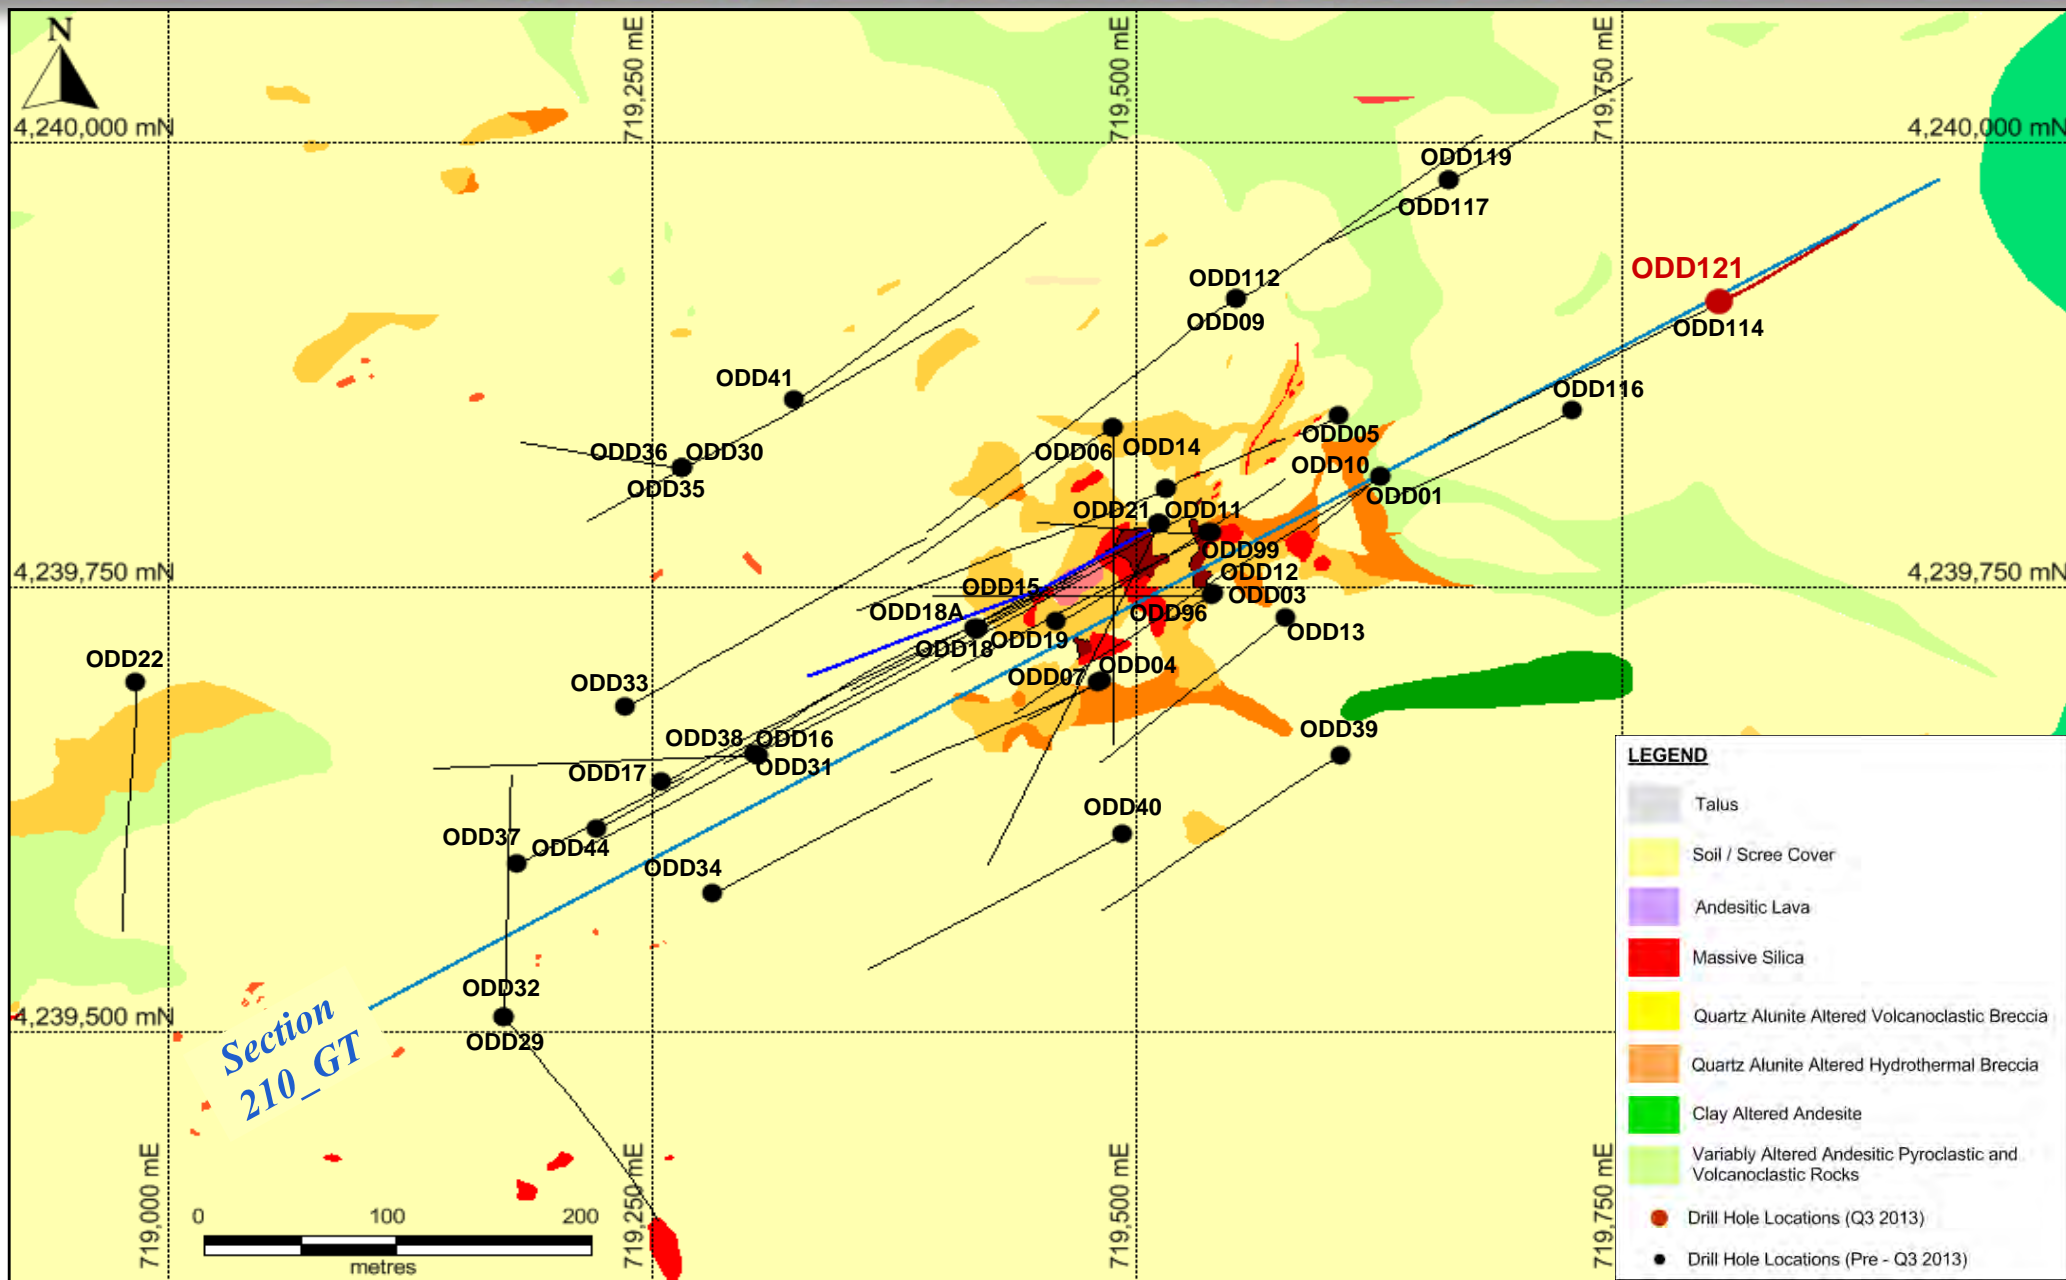 N
719,250 mE
719,500 mE
719,750 mE
4,240,000 mN
4,240,000 mN
ODD119
ODD117
ODD112
ODD09
ODD121
ODD114
ODD41
ODD116
ODD36
ODD30
ODD35
ODD06
ODD14
ODD05
ODD10
ODD01
ODD21
ODD11
ODD99
4,239,750 mN
4,239,750 mN
ODD15
ODD12
ODD03
ODD18A
ODD96
ODD19
ODD18
ODD13
ODD22
ODD07
ODD04
ODD33
ODD38
ODD16
ODD31
ODD17
ODD39
ODD40
ODD37
ODD44
ODD34
ODD32
ODD29
4,239,500 mN
Section
210_GT
719,000 mE
719,250 mE
719,500 mE
719,750 mE
0 100 200
metres
LEGEND
Talus
Soil / Scree Cover
Andesitic Lava
Massive Silica
Quartz Alunite Altered Volcanoclastic Breccia
Quartz Alunite Altered Hydrothermal Breccia
Clay Altered Andesite
Variably Altered Andesitic Pyroclastic and
Volcanoclastic Rocks
Drill Hole Locations (Q3 2013)
Drill Hole Locations (Pre - Q3 2013)